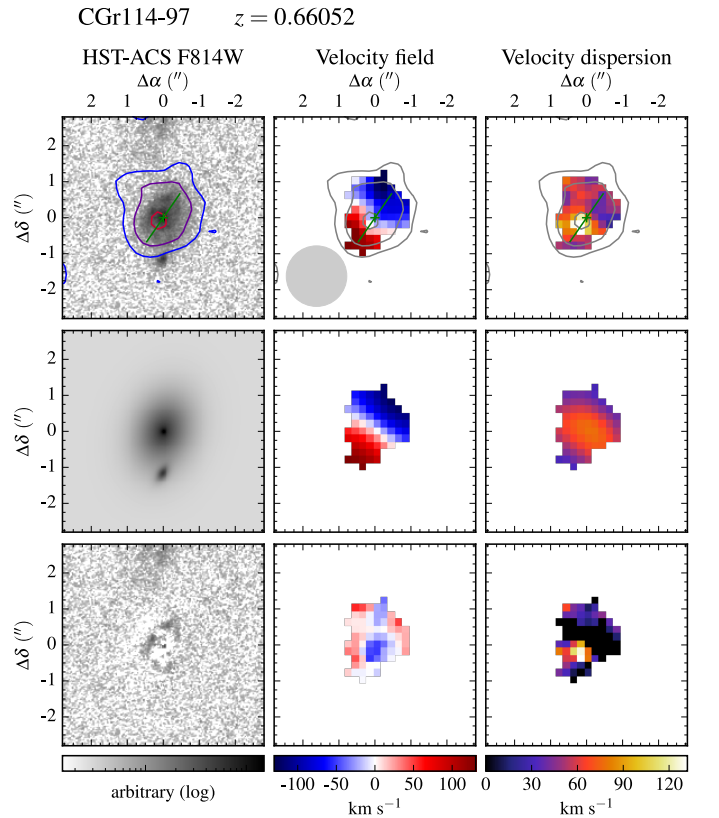 CGr114-97 z = 0.66052
HST-ACS F814W Velocity field Velocity dispersion
Δα (″) Δα (″) Δα (″)
2 1 0 -1 -2 2 1 0 -1 -2 2 1 0 -1 -2
Δδ (″)
2
1
0
-1
-2
Δδ (″)
2
1
0
-1
-2
Δδ (″)
2
1
0
-1
-2
arbitrary (log)
-100 -50 0 50 100
km s⁻¹
0 30 60 90 120
km s⁻¹